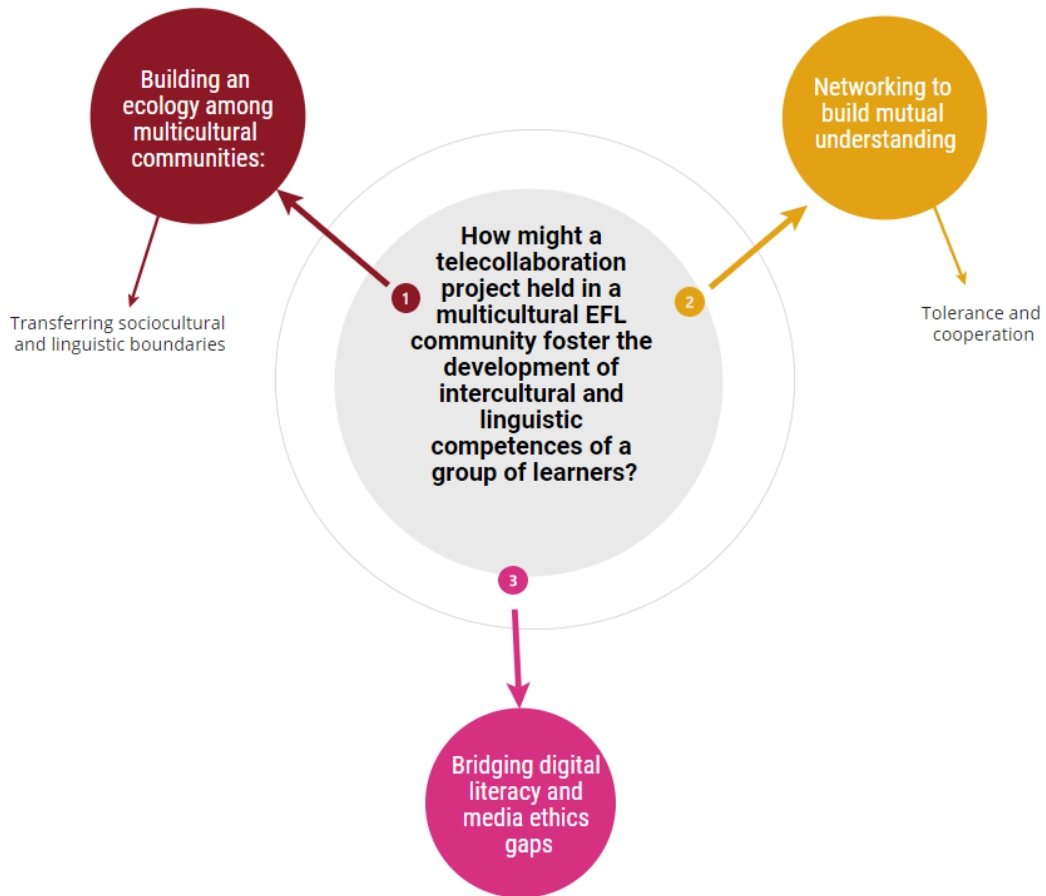 Building an
ecology among
multicultural
communities:
Networking to
build mutual
understanding
How might a
telecollaboration
project held in a
multicultural EFL
community foster the
development of
intercultural and
linguistic
competences of a
group of learners?
1
2
Transferring sociocultural
and linguistic boundaries
Tolerance and
cooperation
3
Bridging digital
literacy and
media ethics
gaps